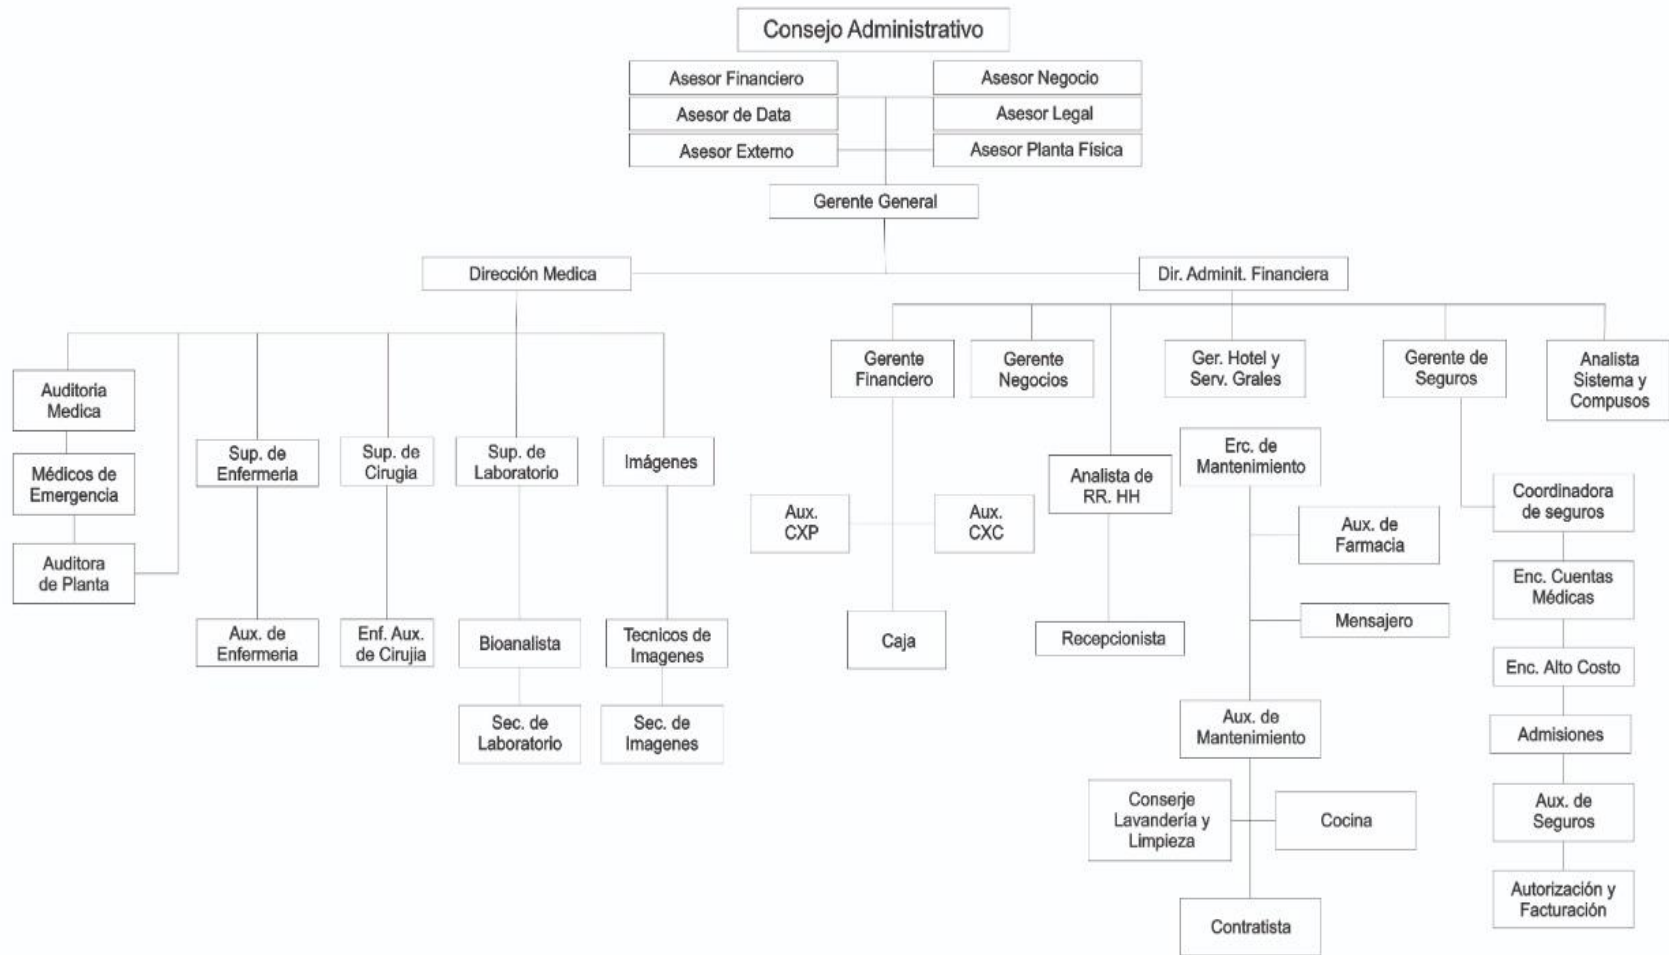 Consejo Administrativo
Asesor Financiero
Asesor Negocio
Asesor de Data
Asesor Legal
Asesor Externo
Asesor Planta Física
Gerente General
Dirección Medica
Dir. Adminit. Financiera
Auditoria
Medica
Médicos de
Emergencia
Auditora
de Planta
Sup. de
Enfermeria
Aux. de
Enfermeria
Sup. de
Cirugia
Enf. Aux.
de Cirujia
Sup. de
Laboratorio
Bioanalista
Sec. de
Laboratorio
Imágenes
Tecnicos de
Imagenes
Sec. de
Imagenes
Gerente
Financiero
Aux.
CXP
Aux.
CXC
Caja
Gerente
Negocios
Analista de
RR. HH
Recepcionista
Ger. Hotel y
Serv. Grales
Erc. de
Mantenimiento
Aux. de
Farmacia
Mensajero
Aux. de
Mantenimiento
Conserje
Lavandería y
Limpieza
Cocina
Contratista
Gerente de
Seguros
Coordinadora
de seguros
Enc. Cuentas
Médicas
Enc. Alto Costo
Admisiones
Aux. de
Seguros
Autorización y
Facturación
Analista
Sistema y
Compusos